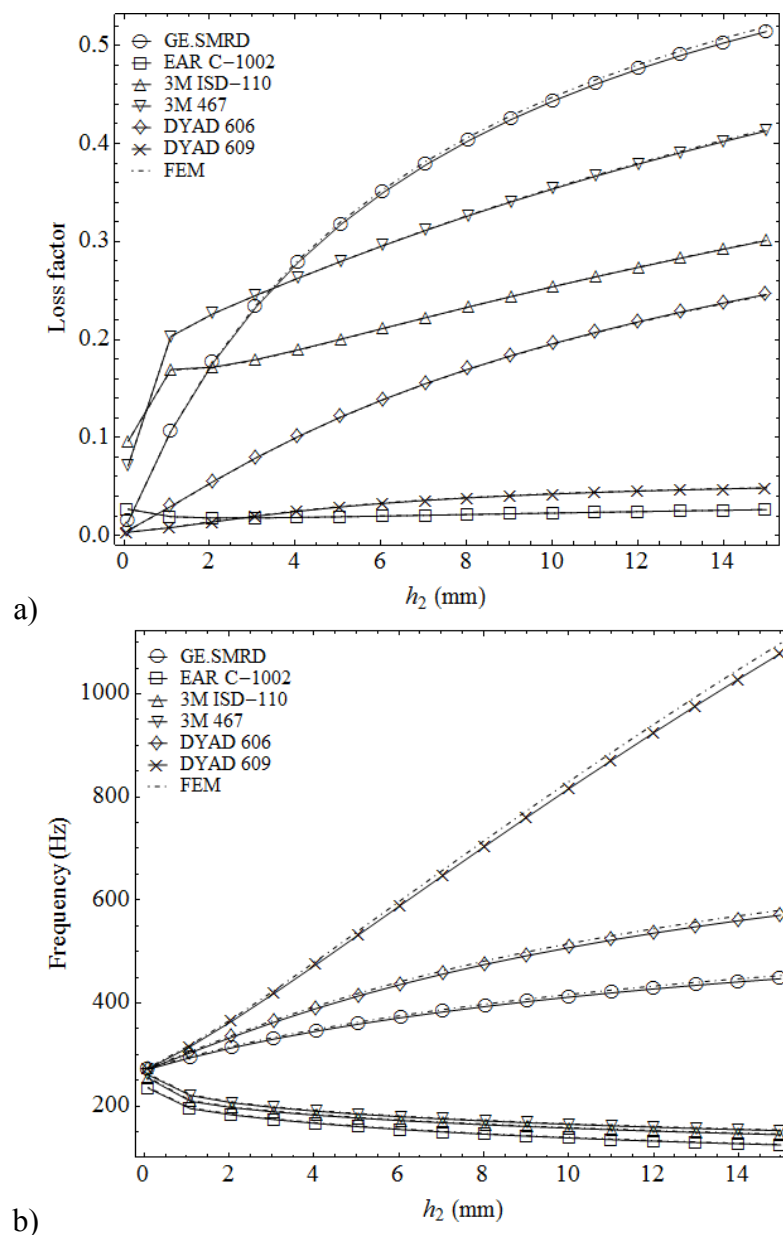 0.5
0.4
0.3
0.2
0.1
0.0
Loss factor
GE.SMRD
EAR C−1002
3M ISD−110
3M 467
DYAD 606
DYAD 609
FEM
0 2 4 6 8 10 12 14
h₂ (mm)
a)
1000
800
600
400
200
Frequency (Hz)
GE.SMRD
EAR C−1002
3M ISD−110
3M 467
DYAD 606
DYAD 609
FEM
0 2 4 6 8 10 12 14
h₂ (mm)
b)